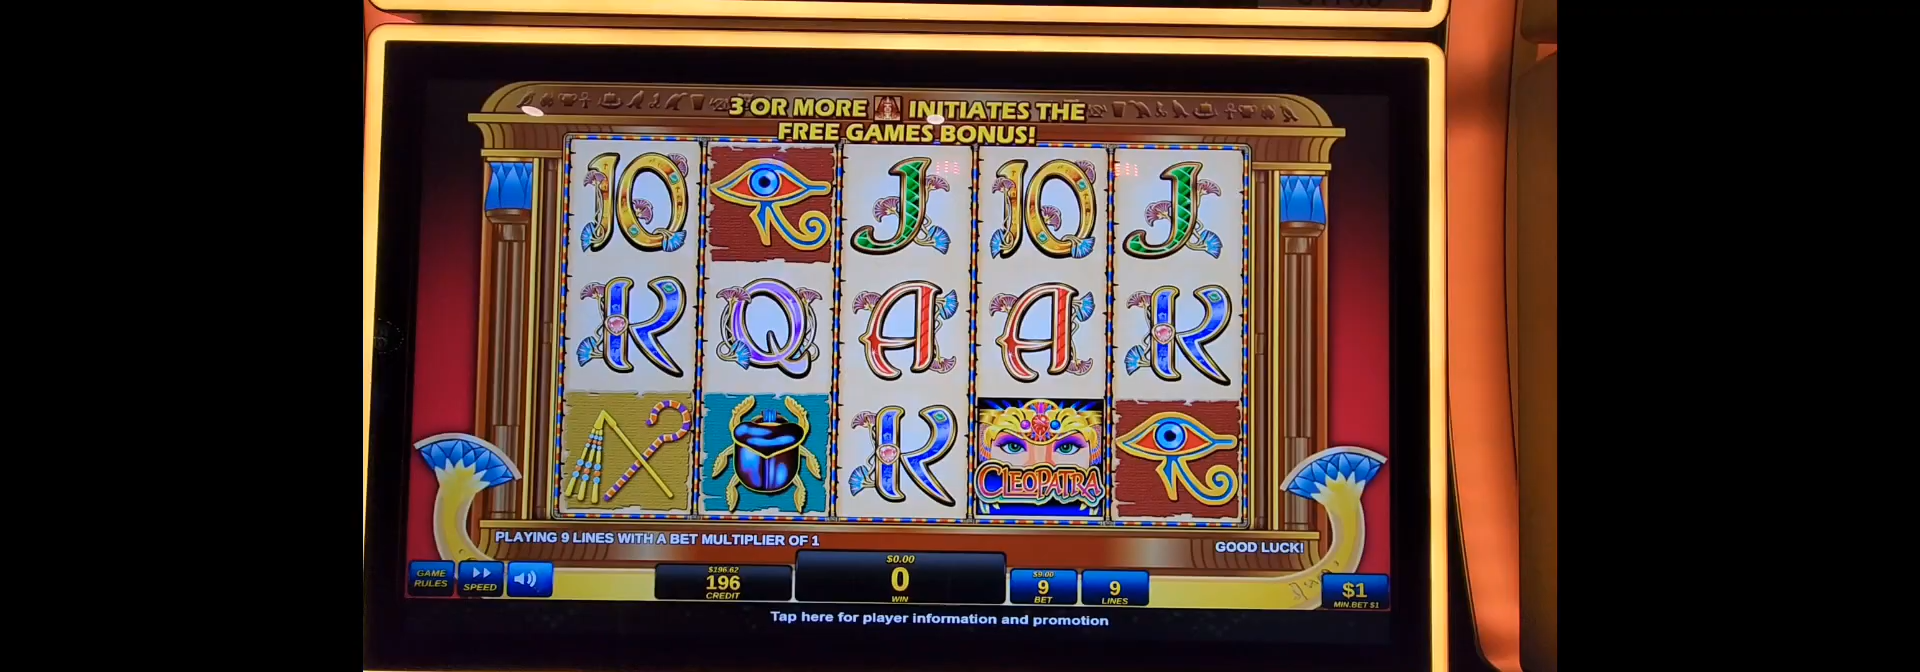 3 OR MORE INITIATES THE
FREE GAMES BONUS!
10 J 10 J
K Q A A K
K CLEOPATRA
PLAYING 9 LINES WITH A BET MULTIPLIER OF 1
GOOD LUCK!
GAME RULES
SPEED
$196.62
196
CREDIT
$0.00
0
WIN
$9.00
9
BET
9
LINES
$1
MIN.BET $1
Tap here for player information and promotion